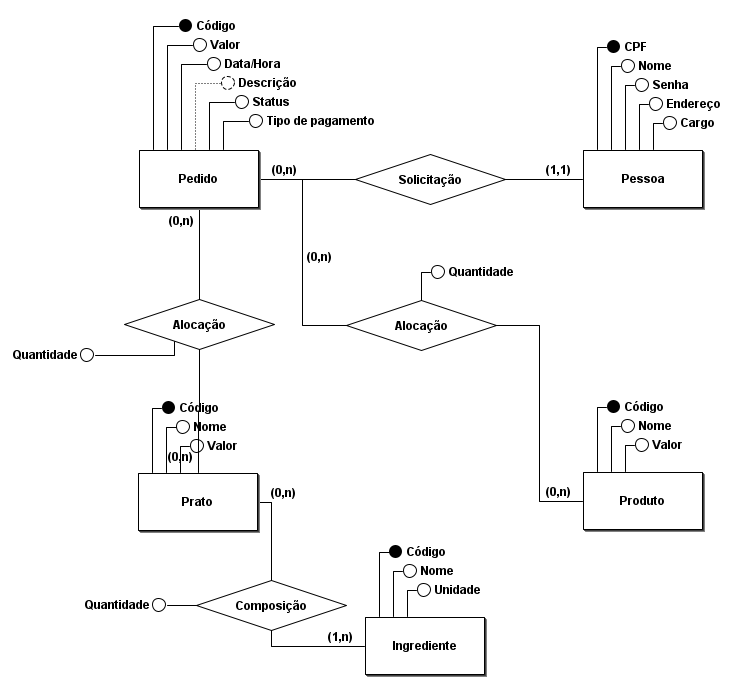 Código
Valor
Data/Hora
Descrição
Status
Tipo de pagamento
CPF
Nome
Senha
Endereço
Cargo
Pedido
(0,n)
Solicitação
(1,1)
Pessoa
(0,n)
(0,n)
Quantidade
Alocação
Alocação
Quantidade
Código
Nome
Valor
(0,n)
Código
Nome
Valor
Prato
(0,n)
(0,n)
Produto
Código
Nome
Unidade
Quantidade
Composição
(1,n)
Ingrediente